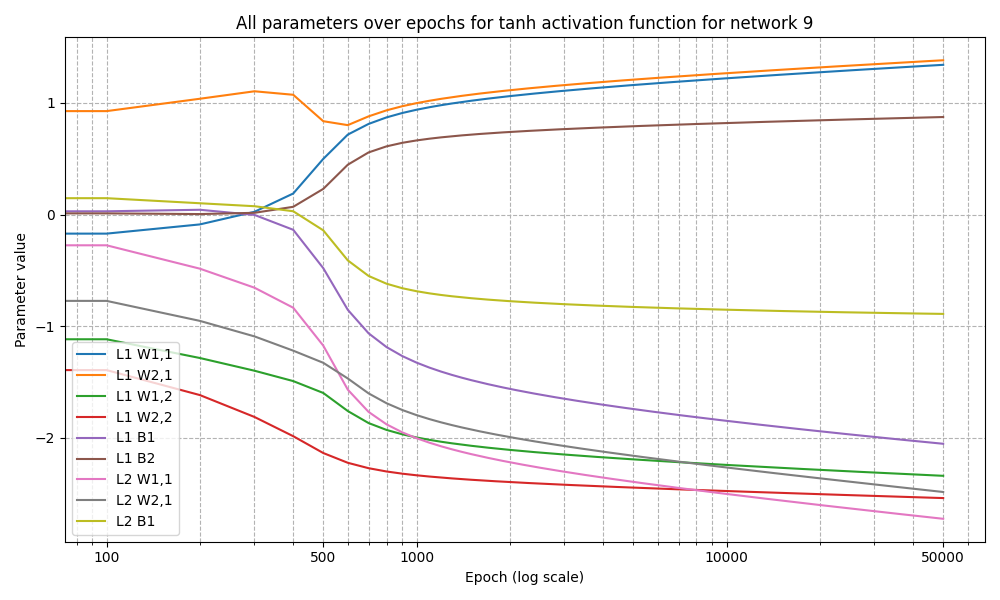 All parameters over epochs for tanh activation function for network 9
Parameter value
1
0
−1
−2
L1 W1,1
L1 W2,1
L1 W1,2
L1 W2,2
L1 B1
L1 B2
L2 W1,1
L2 W2,1
L2 B1
100
500
1000
10000
50000
Epoch (log scale)